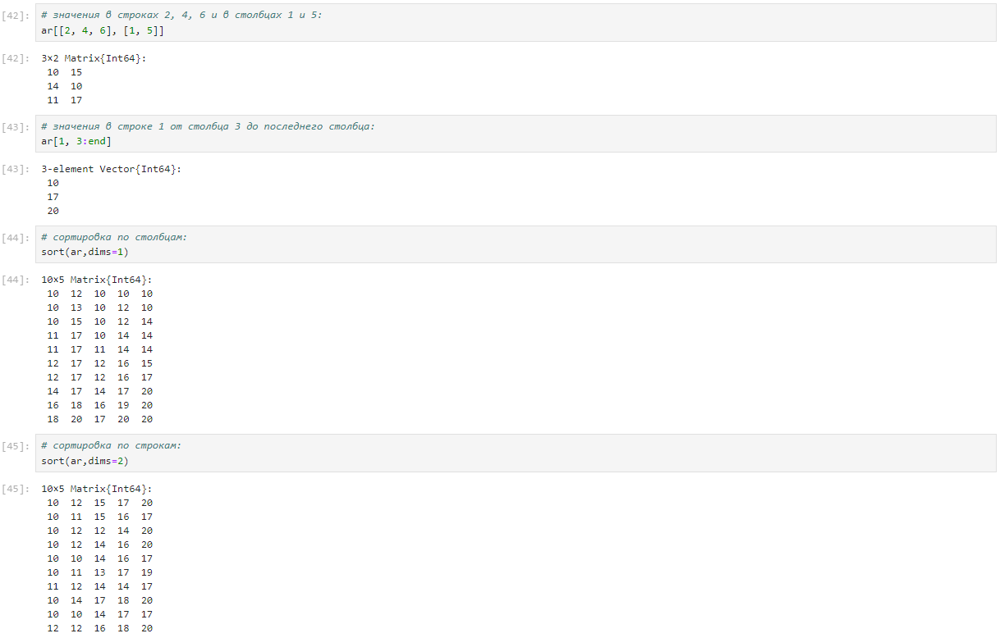 [42]: # значения в строках 2, 4, 6 и в столбцах 1 и 5:
ar[[2, 4, 6], [1, 5]]
[42]: 3×2 Matrix{Int64}:
10 15
14 10
11 17
[43]: # значения в строке 1 от столбца 3 до последнего столбца:
ar[1, 3:end]
[43]: 3-element Vector{Int64}:
10
17
20
[44]: # сортировка по столбцам:
sort(ar,dims=1)
[44]: 10×5 Matrix{Int64}:
10 12 10 10 10
10 13 10 12 10
10 15 10 12 14
11 17 10 14 14
11 17 11 14 14
12 17 12 16 15
12 17 12 16 17
14 17 14 17 20
16 18 16 19 20
18 20 17 20 20
[45]: # сортировка по строкам:
sort(ar,dims=2)
[45]: 10×5 Matrix{Int64}:
10 12 15 17 20
10 11 15 16 17
10 12 12 14 20
10 12 14 16 20
10 10 14 16 17
10 11 13 17 19
11 12 14 14 17
10 14 17 18 20
10 10 14 17 17
12 12 16 18 20